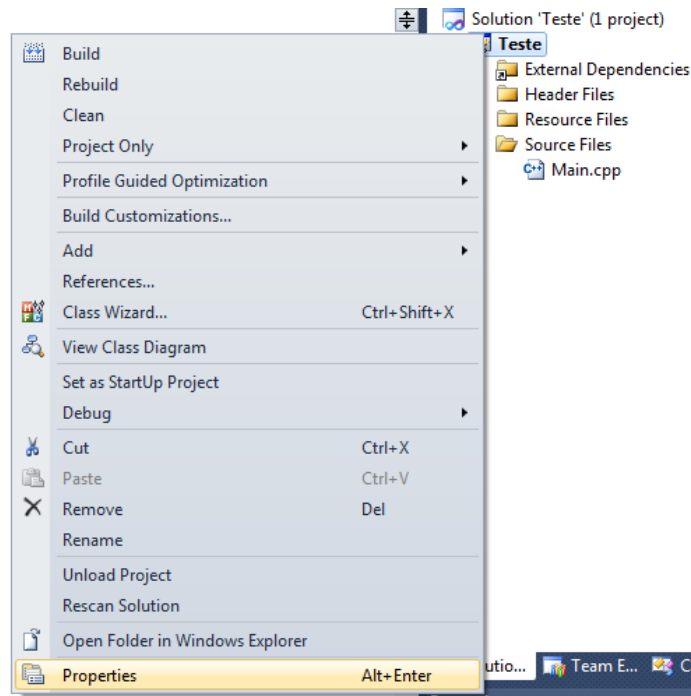 Solution 'Teste' (1 project)
Teste
External Dependencies
Header Files
Resource Files
Source Files
Main.cpp
Build
Rebuild
Clean
Project Only
Profile Guided Optimization
Build Customizations...
Add
References...
Class Wizard... Ctrl+Shift+X
View Class Diagram
Set as StartUp Project
Debug
Cut Ctrl+X
Paste Ctrl+V
Remove Del
Rename
Unload Project
Rescan Solution
Open Folder in Windows Explorer
Properties Alt+Enter
utio... Team E... C